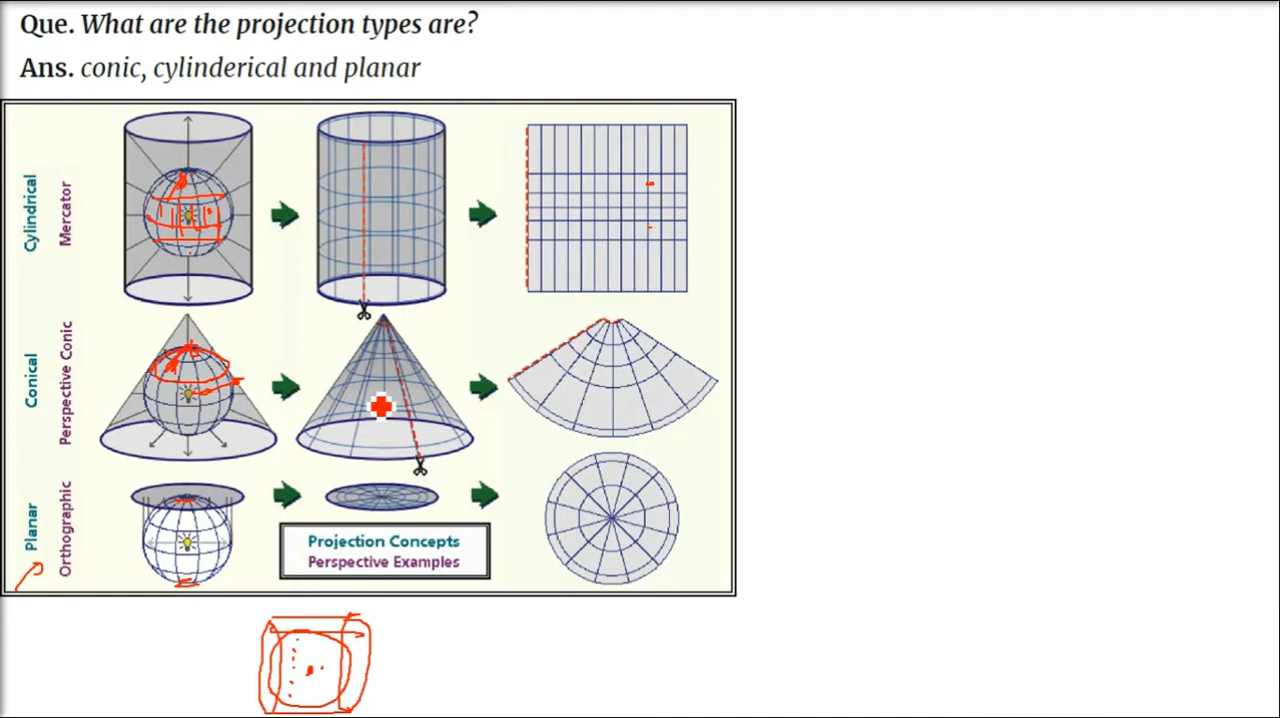 Que. What are the projection types are?
Ans. conic, cylinderical and planar
Cylindrical
Mercator
Conical
Perspective Conic
Planar
Orthographic
Projection Concepts
Perspective Examples